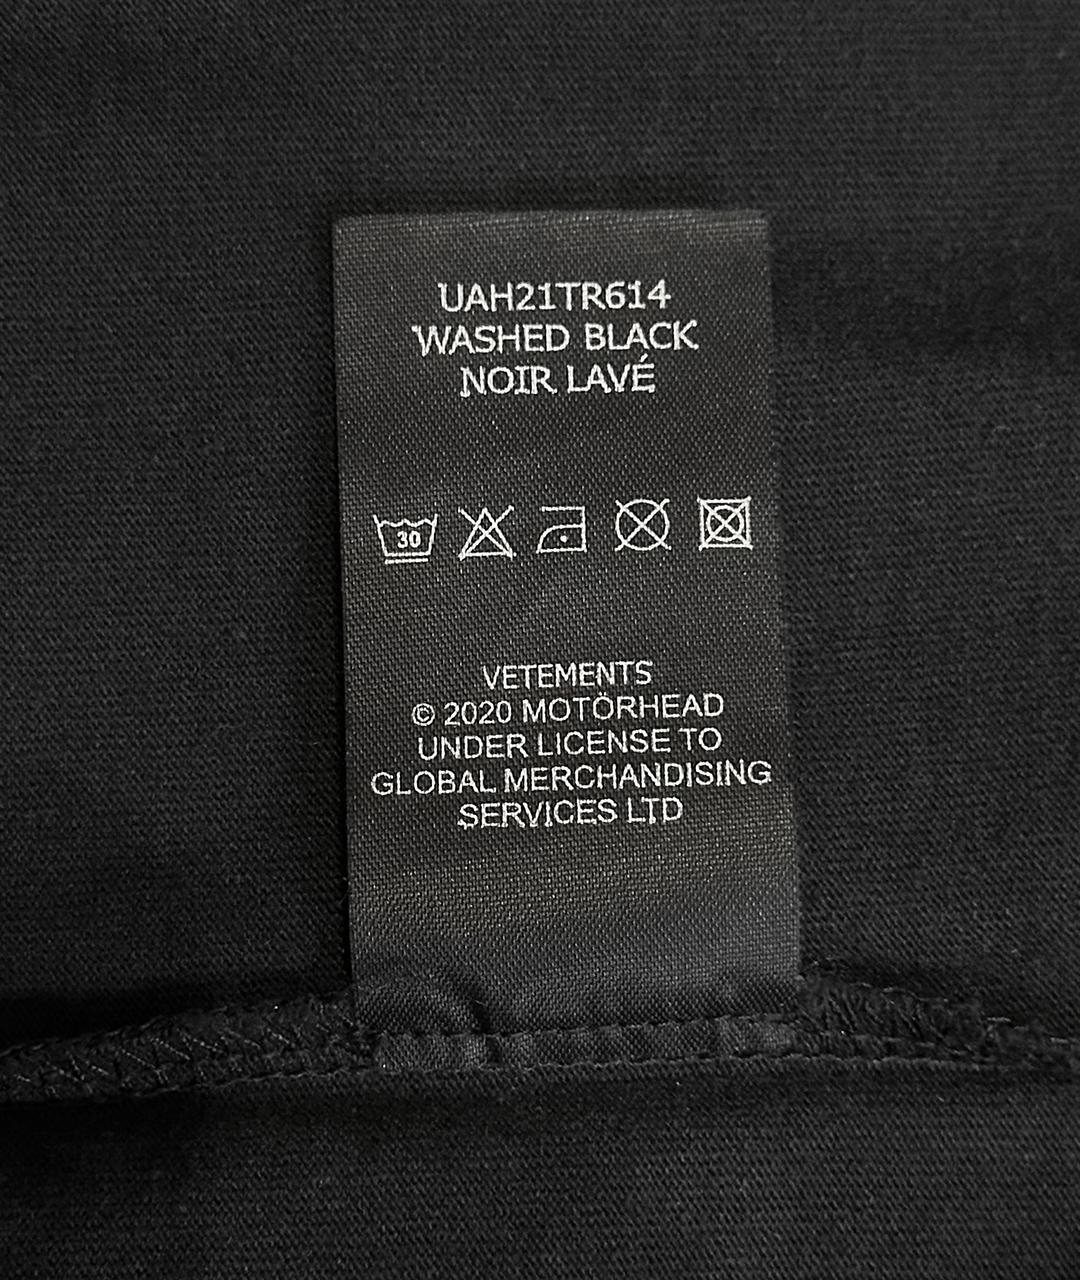 UAH21TR614
WASHED BLACK
NOIR LAVÉ
30
VETEMENTS
© 2020 MOTÖRHEAD
UNDER LICENSE TO
GLOBAL MERCHANDISING
SERVICES LTD